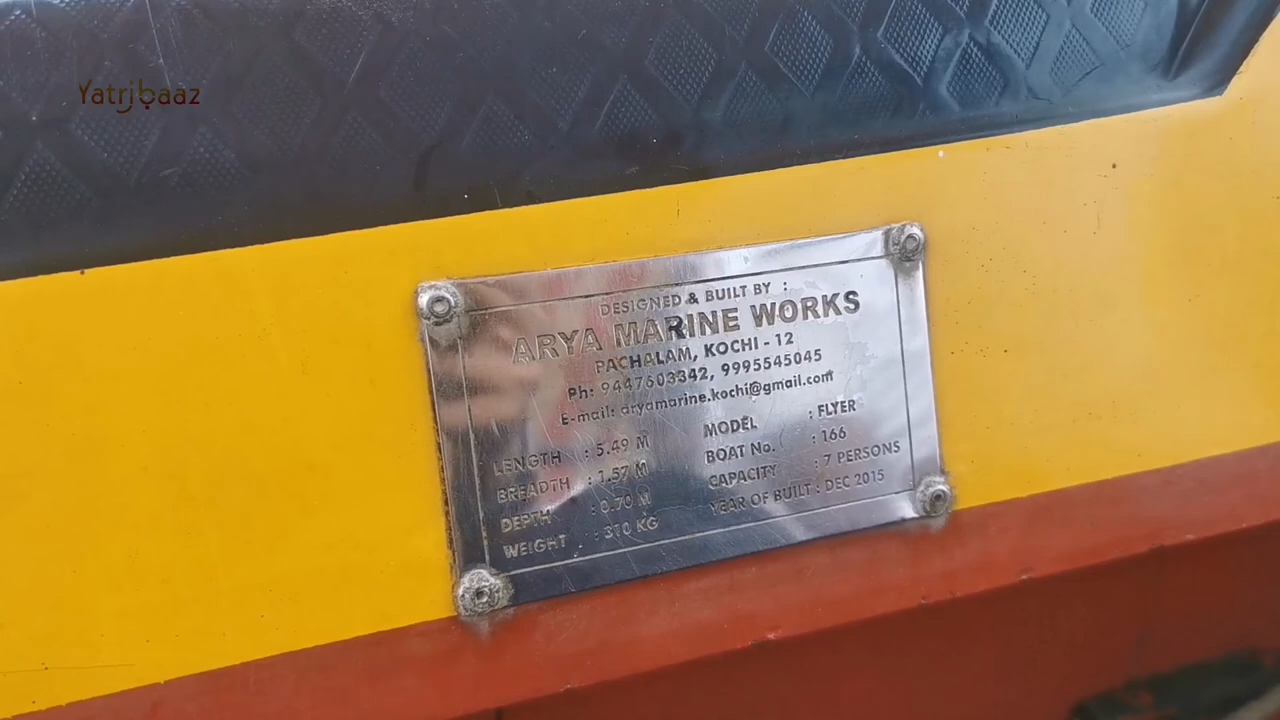 Yatribaaz
DESIGNED & BUILT BY :
ARYA MARINE WORKS
PACHALAM, KOCHI - 12
Ph: 9447603342, 9995545045
E-mail: aryamarine.kochi@gmail.com
LENGTH : 5.49 M
BREADTH : 1.57 M
DEPTH : 0.70 M
WEIGHT : 310 KG
MODEL : FLYER
BOAT No. : 166
CAPACITY : 7 PERSONS
YEAR OF BUILT : DEC 2015